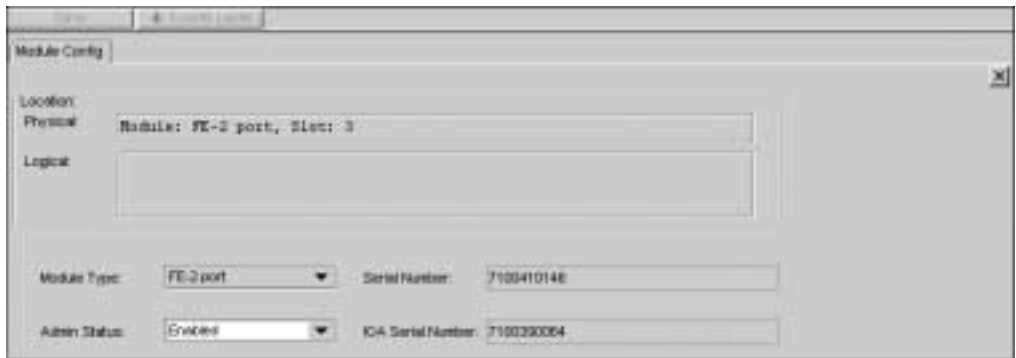 Module Config
Location:
Physical: Module: FE-2 port, Slot: 3
Logical:
Module Type: FE-2 port Serial Number: 7100410146
Admin Status: Enabled IOA Serial Number: 7100390064